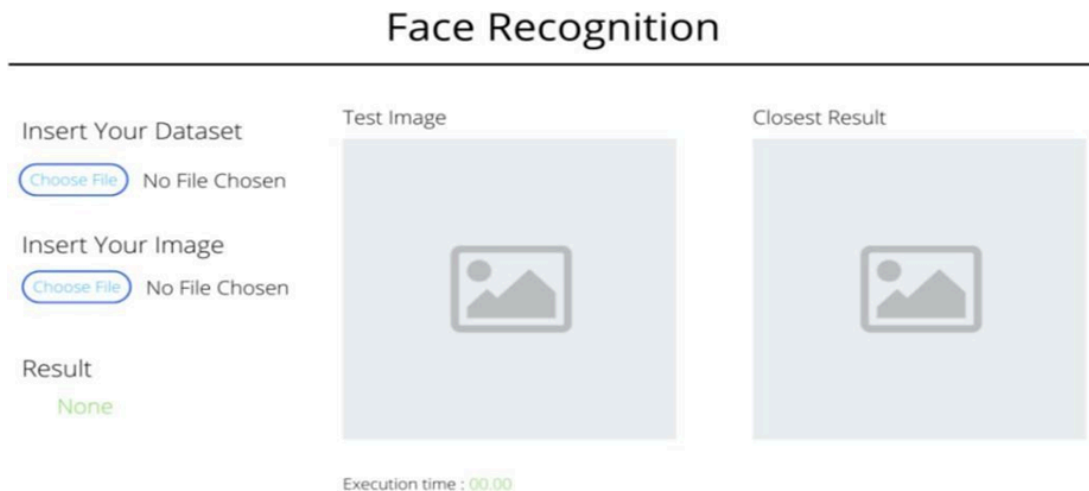 Face Recognition
Insert Your Dataset
Choose File No File Chosen
Insert Your Image
Choose File No File Chosen
Result
None
Test Image
Closest Result
Execution time : 00.00